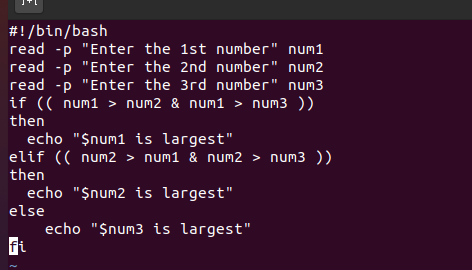 #!/bin/bash
read -p "Enter the 1st number" num1
read -p "Enter the 2nd number" num2
read -p "Enter the 3rd number" num3
if (( num1 > num2 & num1 > num3 ))
then
  echo "$num1 is largest"
elif (( num2 > num1 & num2 > num3 ))
then
  echo "$num2 is largest"
else
    echo "$num3 is largest"
fi
~